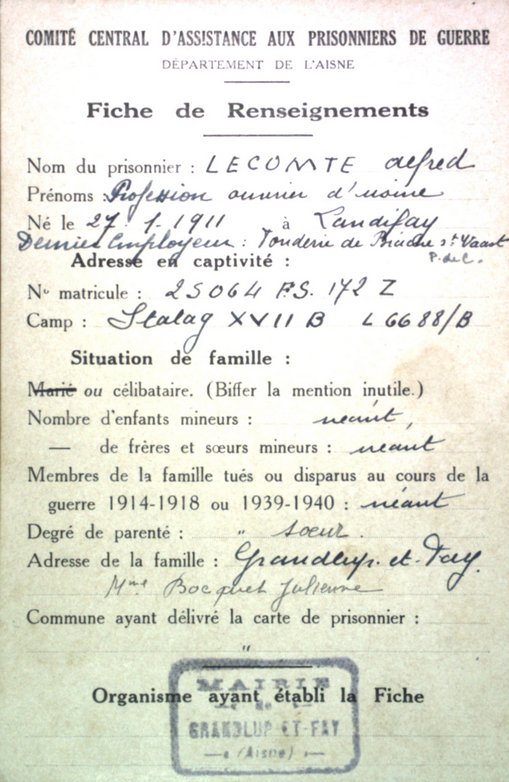 COMITÉ CENTRAL D'ASSISTANCE AUX PRISONNIERS DE GUERRE
DÉPARTEMENT DE L'AISNE
Fiche de Renseignements
Nom du prisonnier : LECOMTE Alfred
Prénoms : Profession ouvrier d'usine
Né le 27. 1. 1911 à Landifay
Dernier Employeur : Fonderie de Biache St Vaast
P. de C.
Adresse en captivité :
No matricule : 25064 P.S. 172 Z
Camp : Stalag XVII B L 6688/B
Situation de famille :
Marié ou célibataire. (Biffer la mention inutile.)
Nombre d'enfants mineurs : néant,
— de frères et sœurs mineurs : néant
Membres de la famille tués ou disparus au cours de la
guerre 1914-1918 ou 1939-1940 : néant
Degré de parenté : " sœur.
Adresse de la famille : Grandlup. et. Fay.
Mme Bocquet Julienne
Commune ayant délivré la carte de prisonnier :
"
Organisme ayant établi la Fiche
MAIRIE
de
GRANDLUP-ET-FAY
(Aisne)